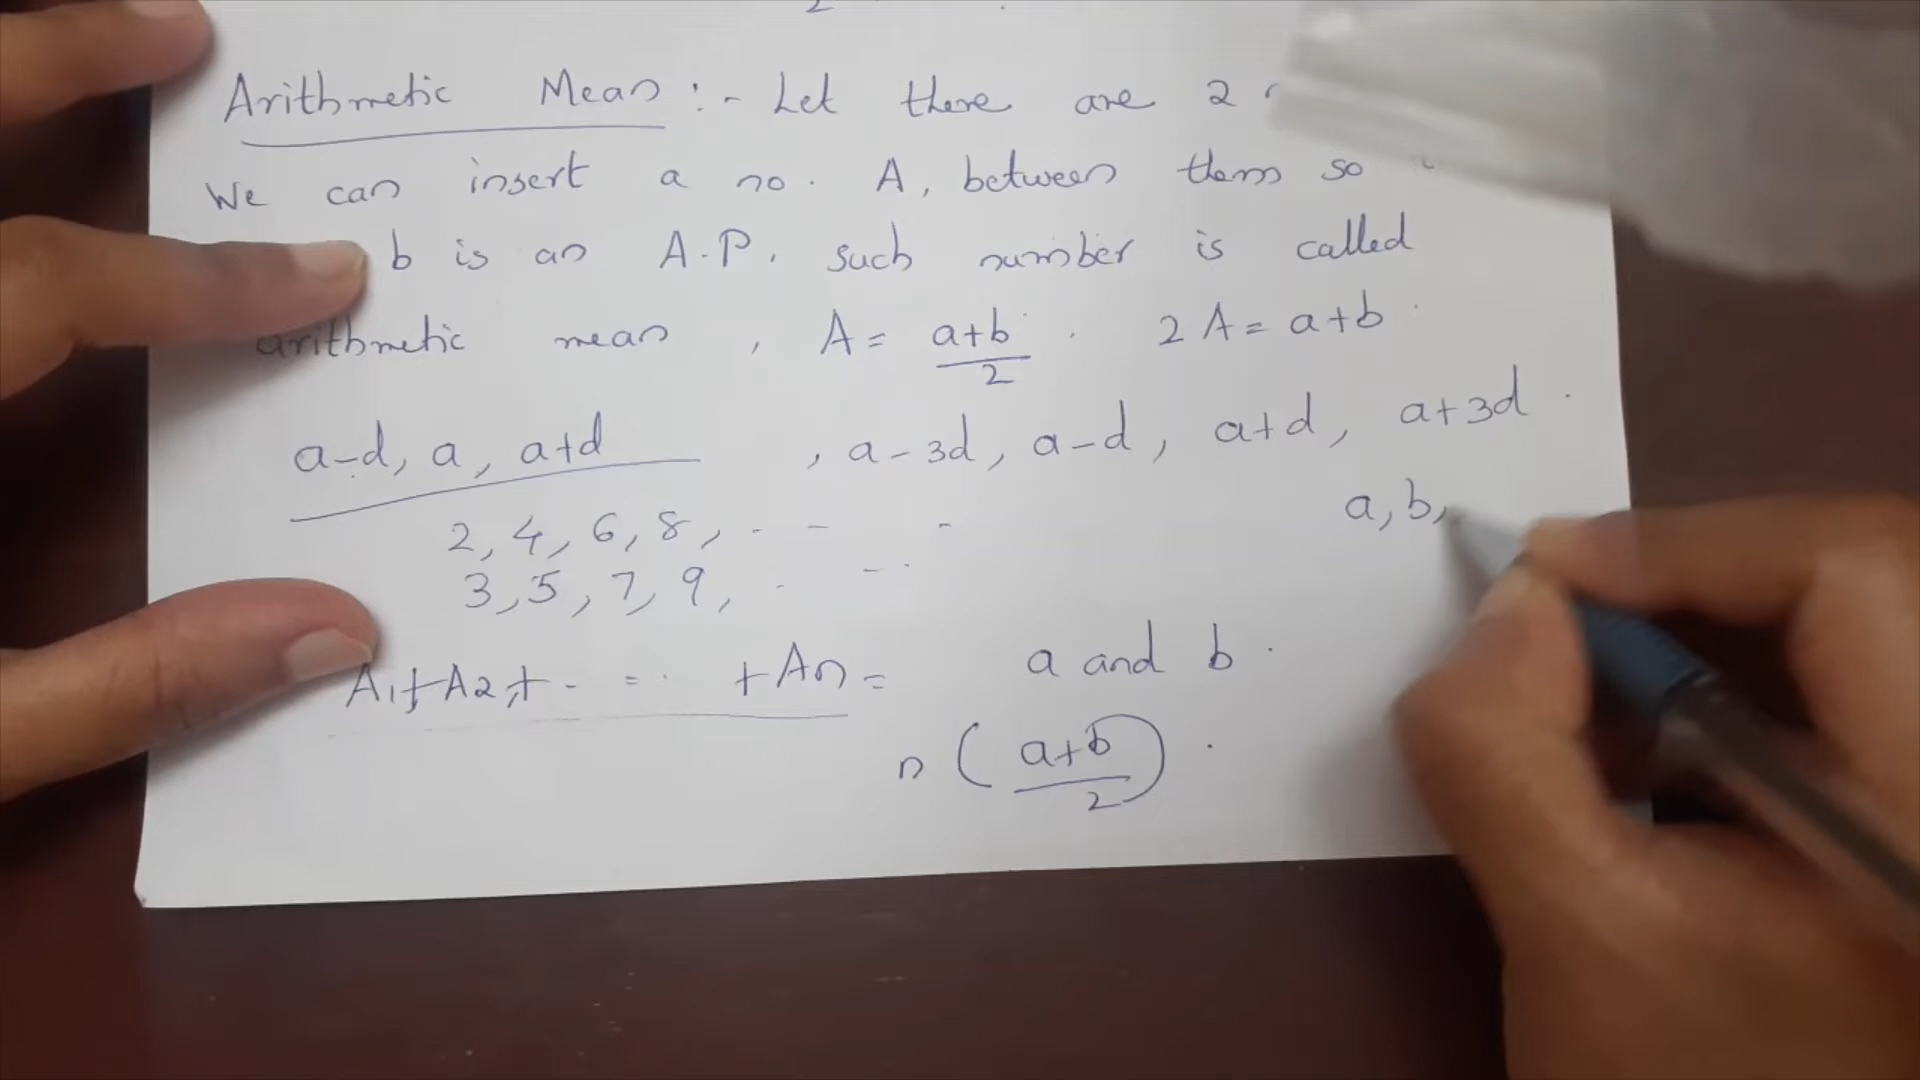 2
Arithmetic Mean :- Let there are 2
We can insert a no. A, between them so
b is an A.P. such number is called
arithmetic mean, A = a+b/2 . 2A = a+b .
a-d, a, a+d , a-3d, a-d, a+d, a+3d .
a, b,
2, 4, 6, 8, . - -
3, 5, 7, 9, . - .
a and b .
A1+A2,+ - = . +An =
n (a+b/2) .